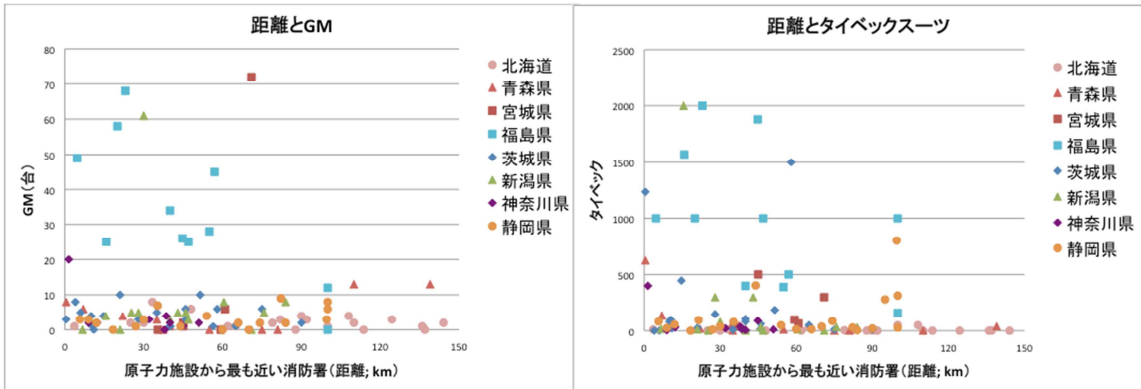 距離とGM
80
70
60
50
40
30
20
10
0
GM(台)
0 30 60 90 120 150
原子力施設から最も近い消防署(距離; km)
北海道
青森県
宮城県
福島県
茨城県
新潟県
神奈川県
静岡県
距離とタイベックスーツ
2500
2000
1500
1000
500
0
タイベック
0 30 60 90 120 150
原子力施設から最も近い消防署(距離; km)
北海道
青森県
宮城県
福島県
茨城県
新潟県
神奈川県
静岡県